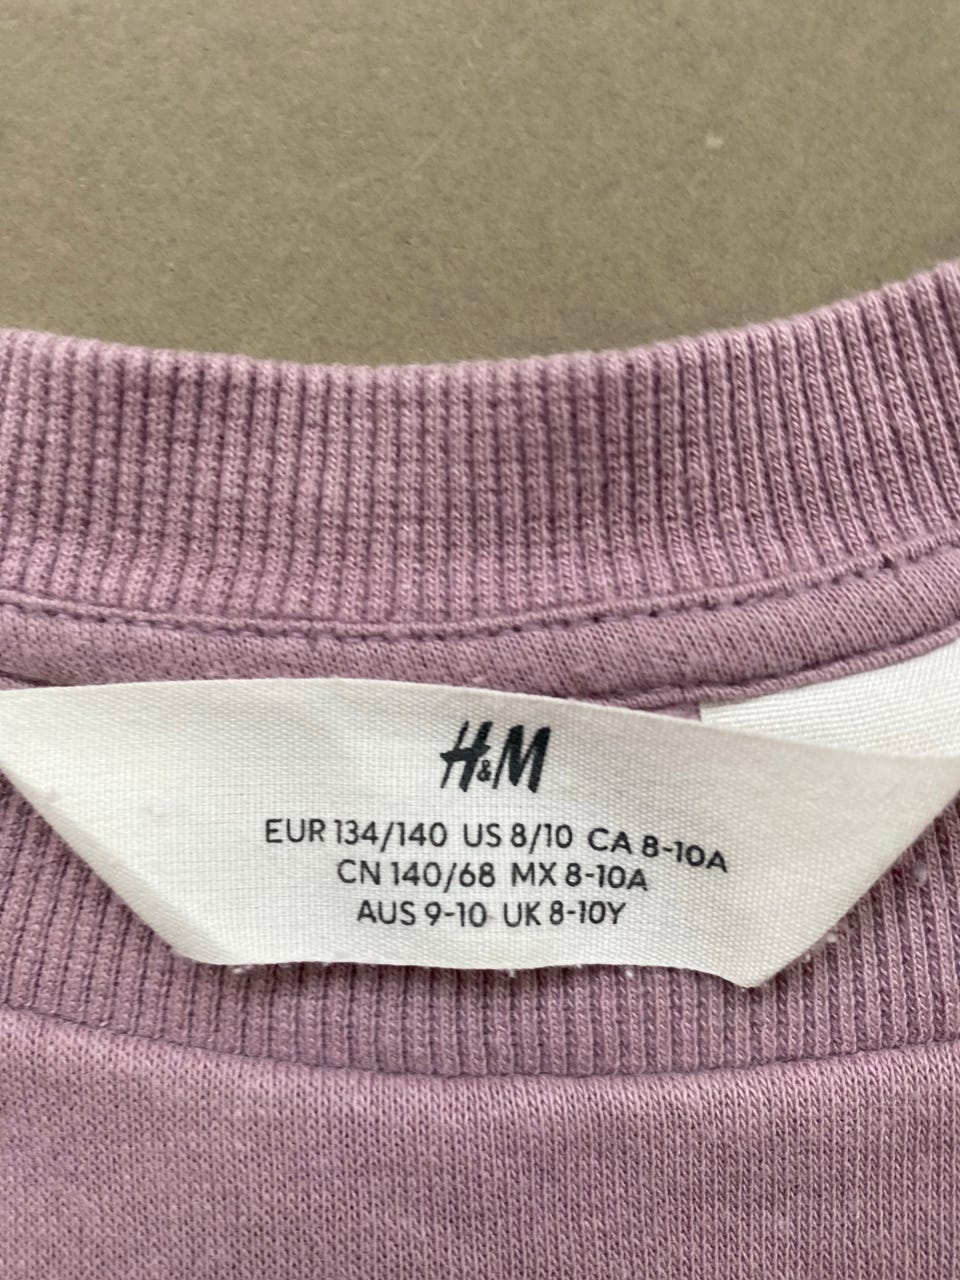 H&M
EUR 134/140 US 8/10 CA 8-10A
CN 140/68 MX 8-10A
AUS 9-10 UK 8-10Y